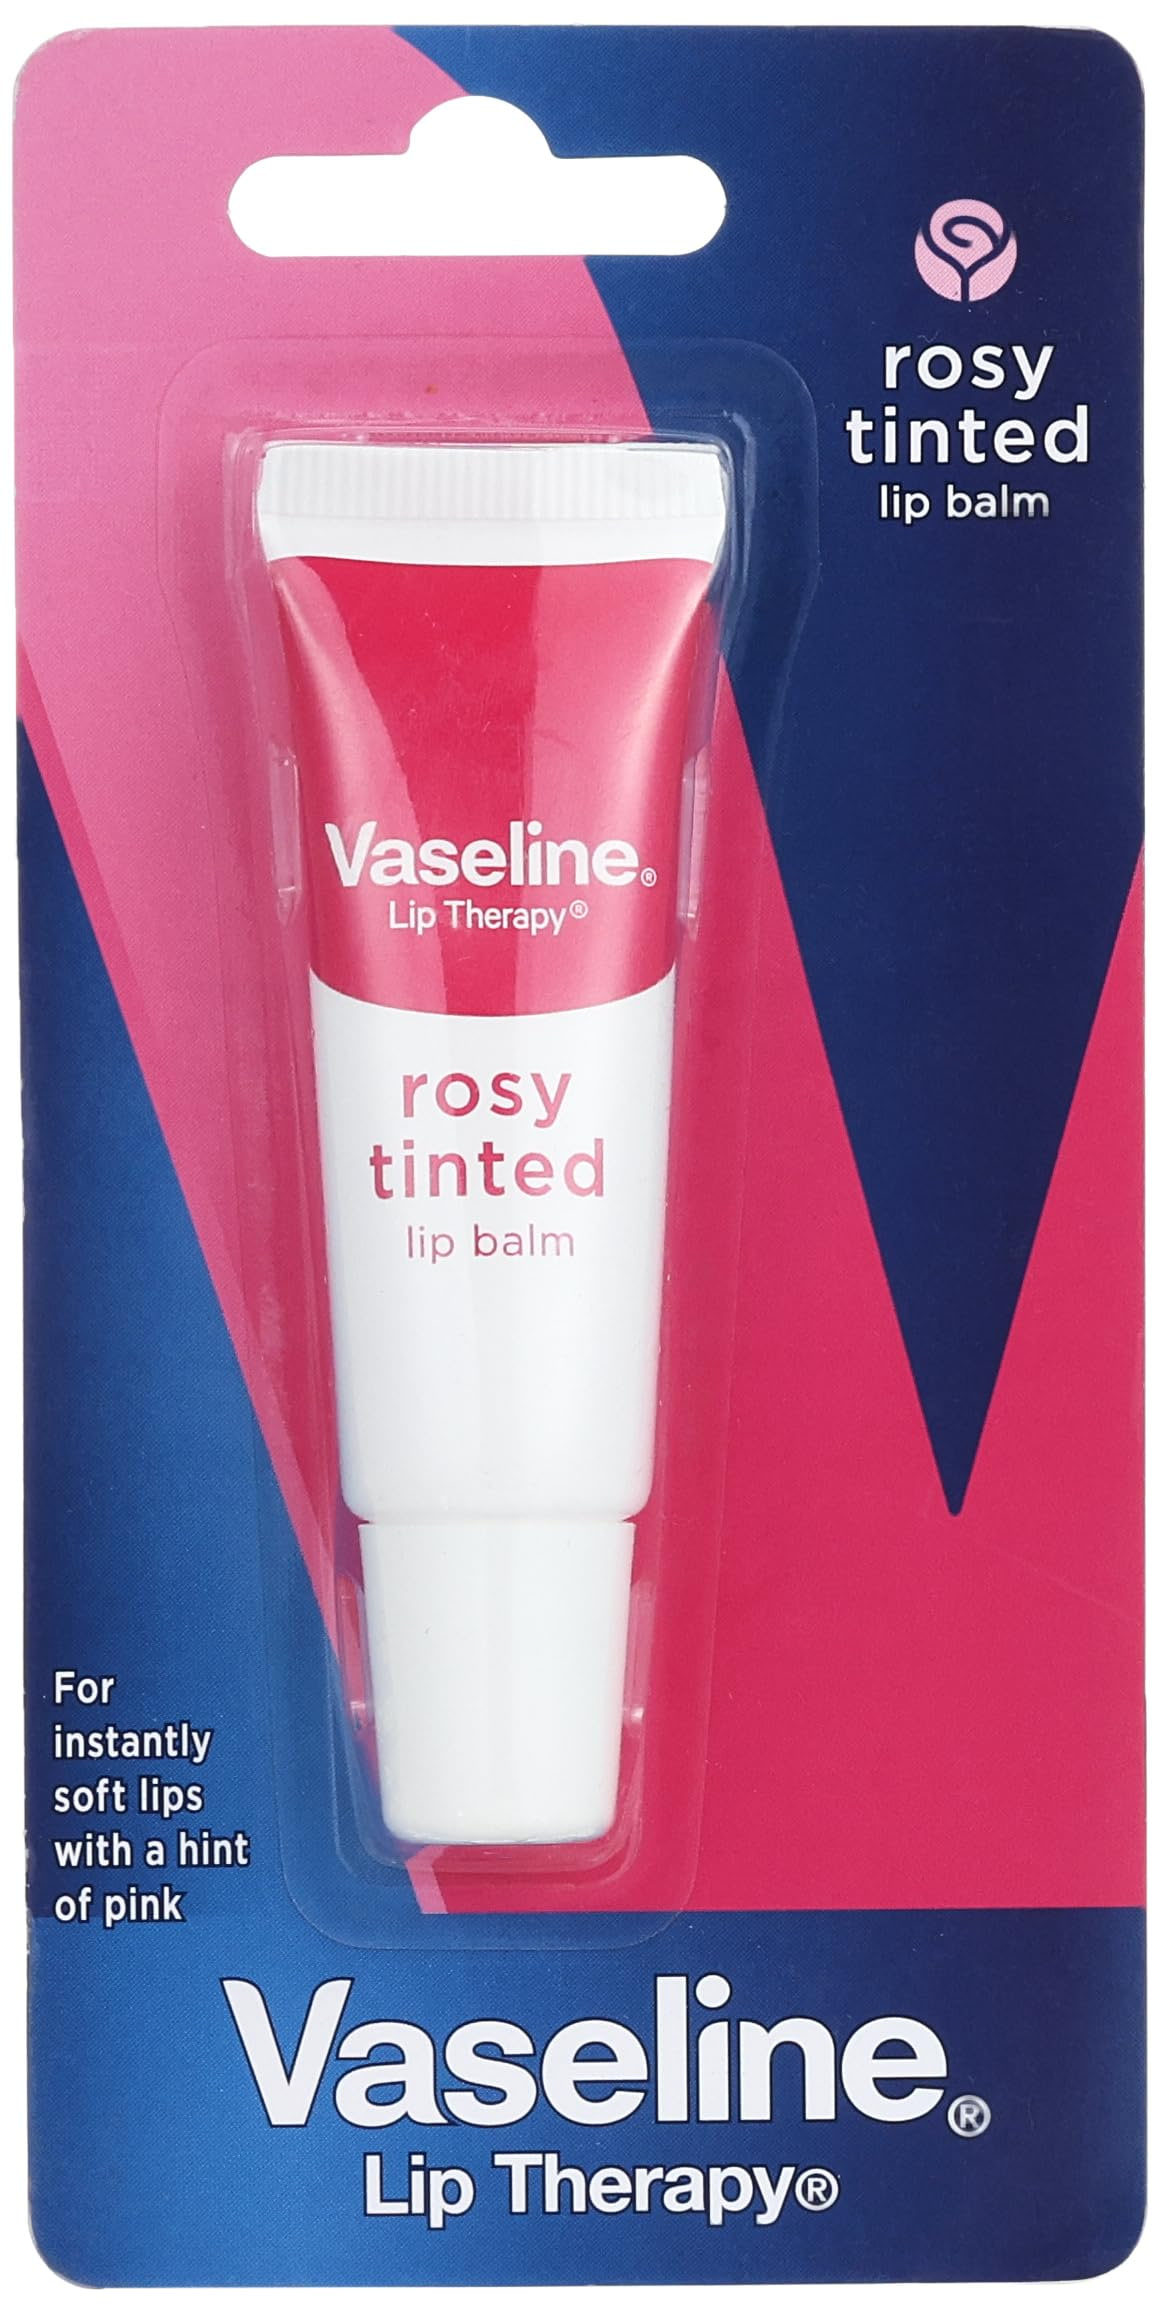 rosy
tinted
lip balm
Vaseline®
Lip Therapy®
rosy
tinted
lip balm
For
instantly
soft lips
with a hint
of pink
Vaseline®
Lip Therapy®